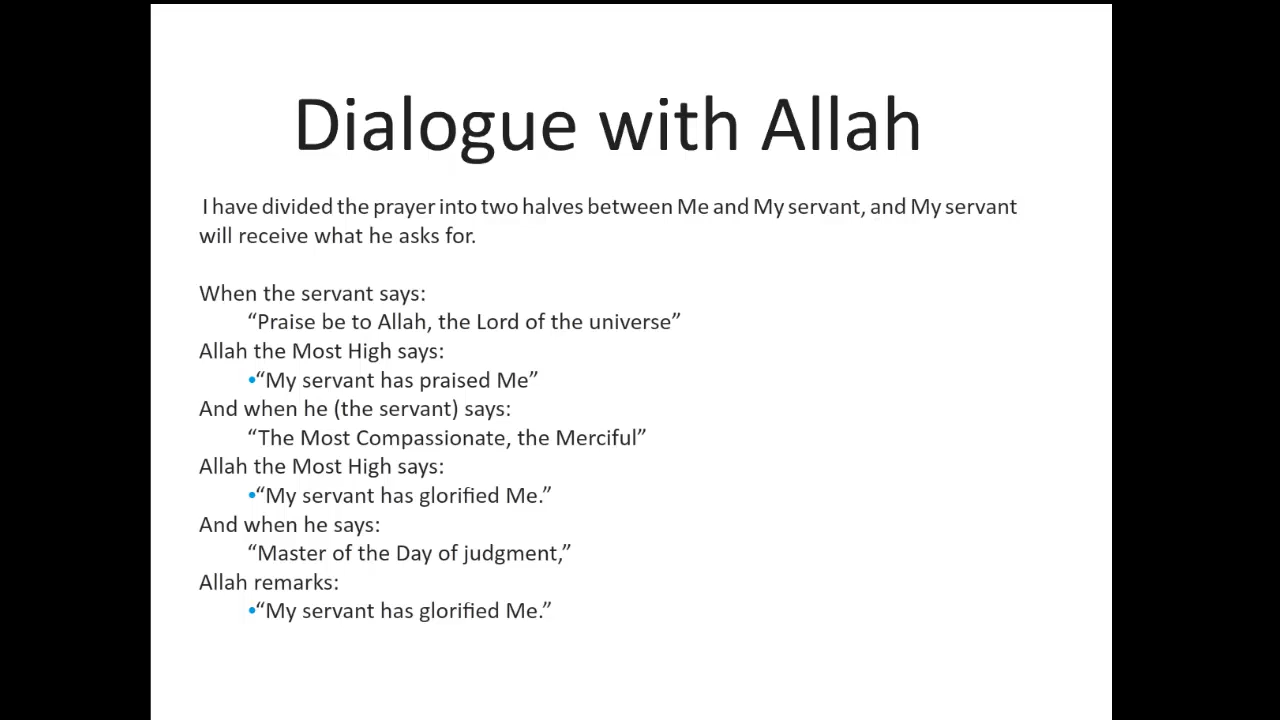 Dialogue with Allah
I have divided the prayer into two halves between Me and My servant, and My servant
will receive what he asks for.
When the servant says:
“Praise be to Allah, the Lord of the universe”
Allah the Most High says:
•“My servant has praised Me”
And when he (the servant) says:
“The Most Compassionate, the Merciful”
Allah the Most High says:
•“My servant has glorified Me.”
And when he says:
“Master of the Day of judgment,”
Allah remarks:
•“My servant has glorified Me.”